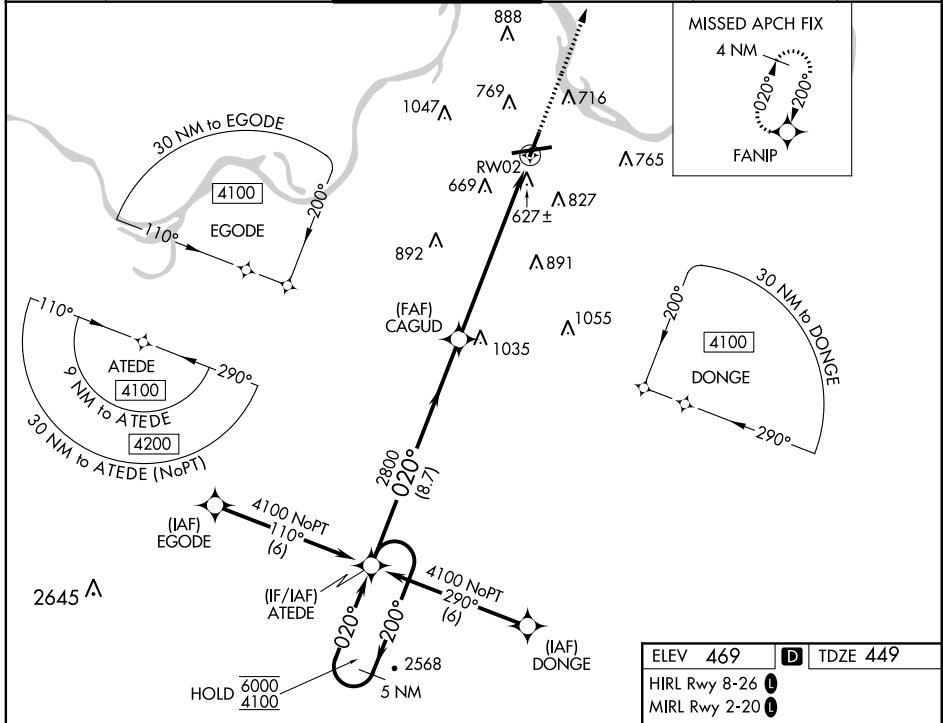 888
MISSED APCH FIX
4 NM
020°
200°
FANIP
769
716
1047
30 NM to EGODE
4100
EGODE
200°
110°
RW02
765
669
627±
827
892
891
(FAF)
CAGUD
1035
1055
30 NM to DONGE
200°
4100
DONGE
290°
110°
ATEDE
4100
290°
9 NM to ATEDE
4200
30 NM to ATEDE (NoPT)
2800
020°
(8.7)
(IAF)
EGODE
4100 NoPT
110°
(6)
2645
(IF/IAF)
ATEDE
4100 NoPT
290°
(6)
(IAF)
DONGE
020°
200°
2568
HOLD 6000
4100
5 NM
ELEV 469 D TDZE 449
HIRL Rwy 8-26 L
MIRL Rwy 2-20 L